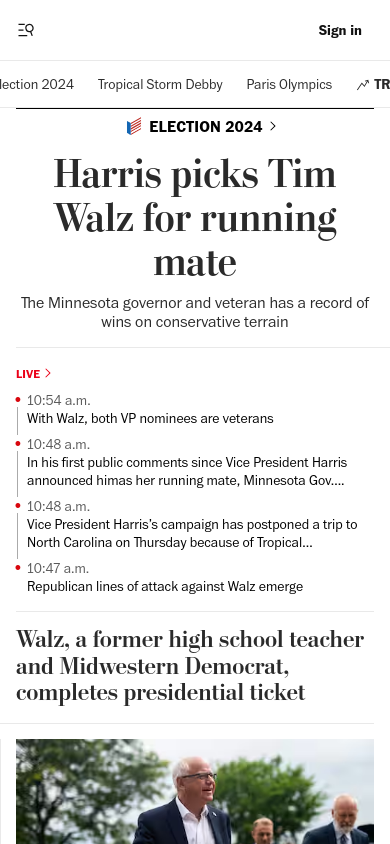 Sign in
lection 2024 Tropical Storm Debby Paris Olympics TR
ELECTION 2024
Harris picks Tim
Walz for running
mate
The Minnesota governor and veteran has a record of
wins on conservative terrain
LIVE
10:54 a.m.
With Walz, both VP nominees are veterans
10:48 a.m.
In his first public comments since Vice President Harris
announced himas her running mate, Minnesota Gov....
10:48 a.m.
Vice President Harris’s campaign has postponed a trip to
North Carolina on Thursday because of Tropical...
10:47 a.m.
Republican lines of attack against Walz emerge
Walz, a former high school teacher
and Midwestern Democrat,
completes presidential ticket